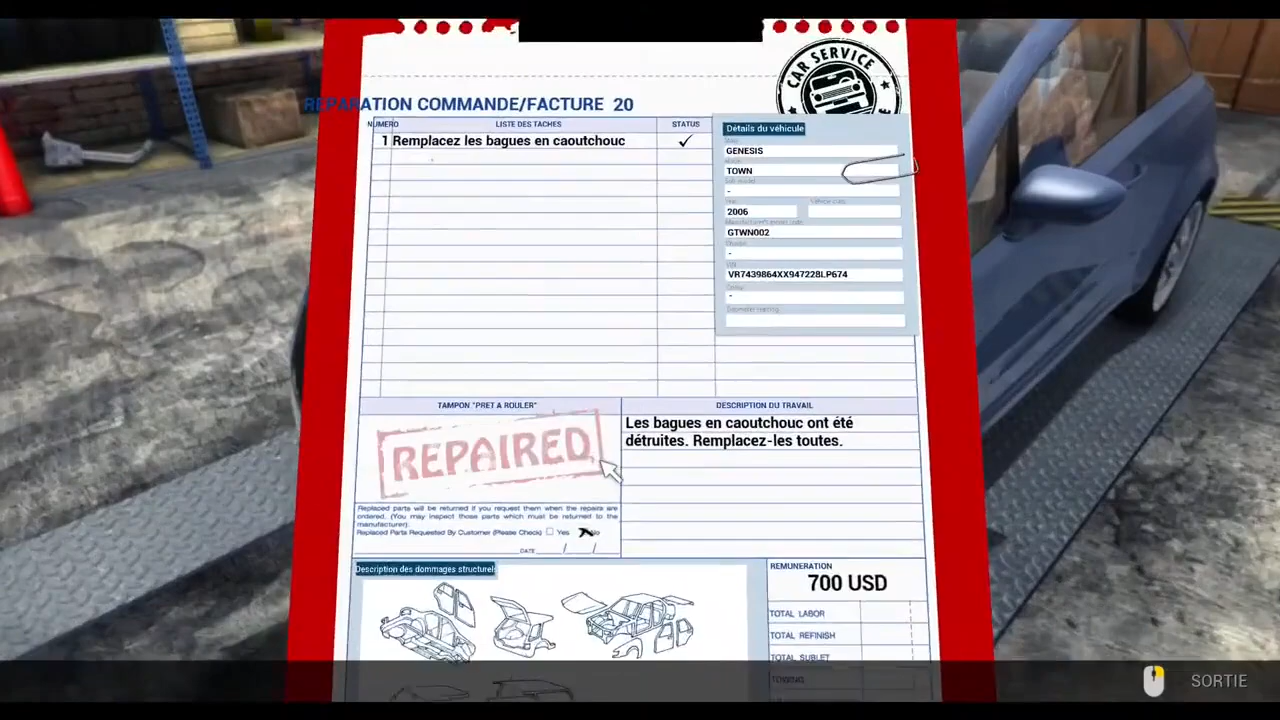 CAR SERVICE
REPARATION COMMANDE/FACTURE 20
NUMERO LISTE DES TACHES STATUS
1 Remplacez les bagues en caoutchouc ✓
Détails du véhicule
GENESIS
TOWN
-
2006
GTWN002
-
VIN
VR7439864XX947228LP674
-
TAMPON "PRET A ROULER"
REPAIRED
DESCRIPTION DU TRAVAIL
Les bagues en caoutchouc ont été
détruites. Remplacez-les toutes.
Replaced parts will be returned if you request them when the repairs are
ordered. (You may inspect those parts which must be returned to the
manufacturer).
Replaced Parts Requested By Customer (Please Check) Yes No
DATE / /
Description des dommages structurels
REMUNERATION
700 USD
TOTAL LABOR
TOTAL REFINISH
TOTAL SUBLET
TOWING
SORTIE